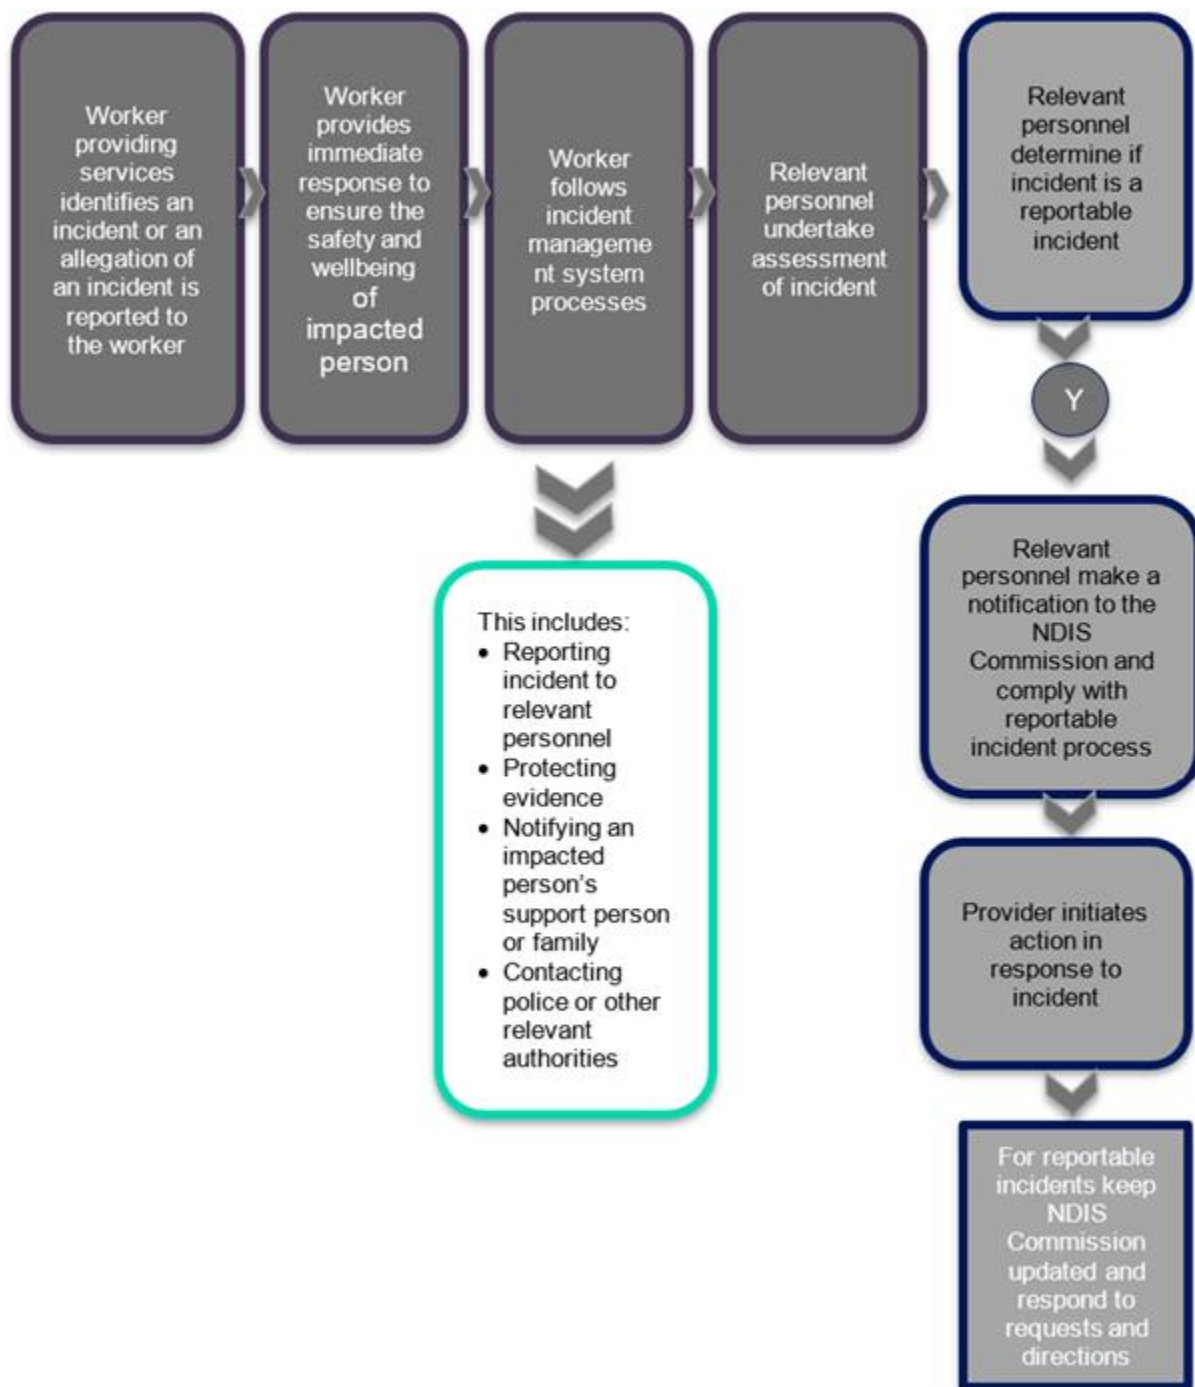 Worker
providing
services
identifies an
incident or an
allegation of
an incident is
reported to
the worker
Worker
provides
immediate
response to
ensure the
safety and
wellbeing
of
impacted
person
Worker
follows
incident
manageme
nt system
processes
Relevant
personnel
undertake
assessment
of incident
Relevant
personnel
determine if
incident is a
reportable
incident
Y
Relevant
personnel make a
notification to the
NDIS
Commission and
comply with
reportable
incident process
Provider initiates
action in
response to
incident
For reportable
incidents keep
NDIS
Commission
updated and
respond to
requests and
directions
This includes:
• Reporting
incident to
relevant
personnel
• Protecting
evidence
• Notifying an
impacted
person’s
support person
or family
• Contacting
police or other
relevant
authorities